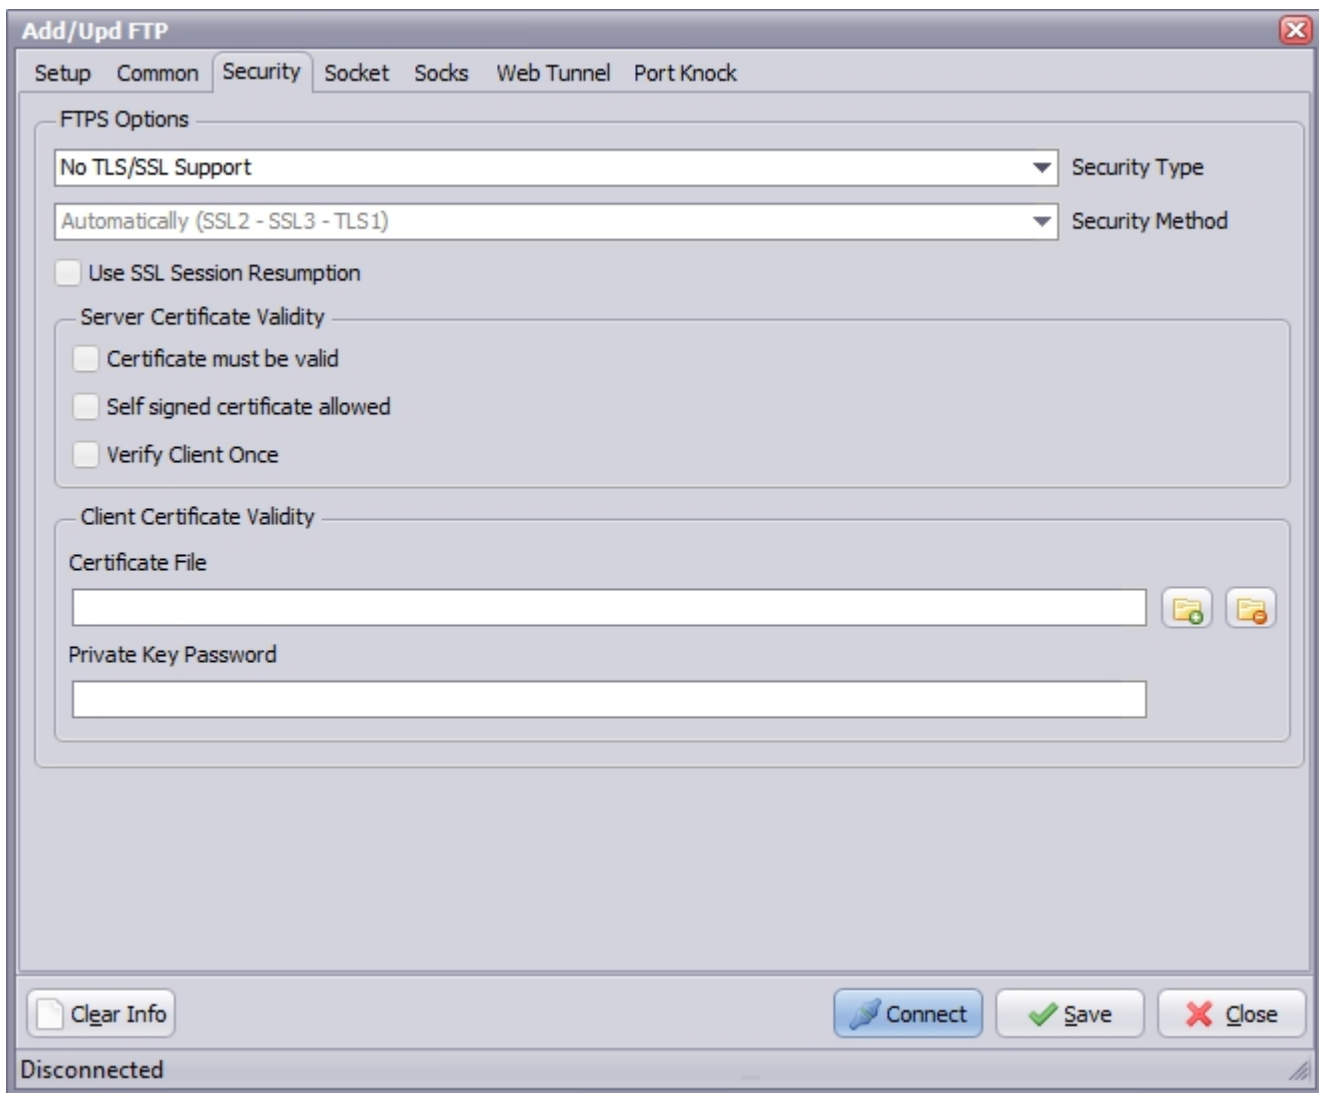 Add/Upd FTP
Setup Common Security Socket Socks Web Tunnel Port Knock
FTPS Options
No TLS/SSL Support Security Type
Automatically (SSL2 - SSL3 - TLS1) Security Method
Use SSL Session Resumption
Server Certificate Validity
Certificate must be valid
Self signed certificate allowed
Verify Client Once
Client Certificate Validity
Certificate File
Private Key Password
Clear Info Connect Save Close
Disconnected